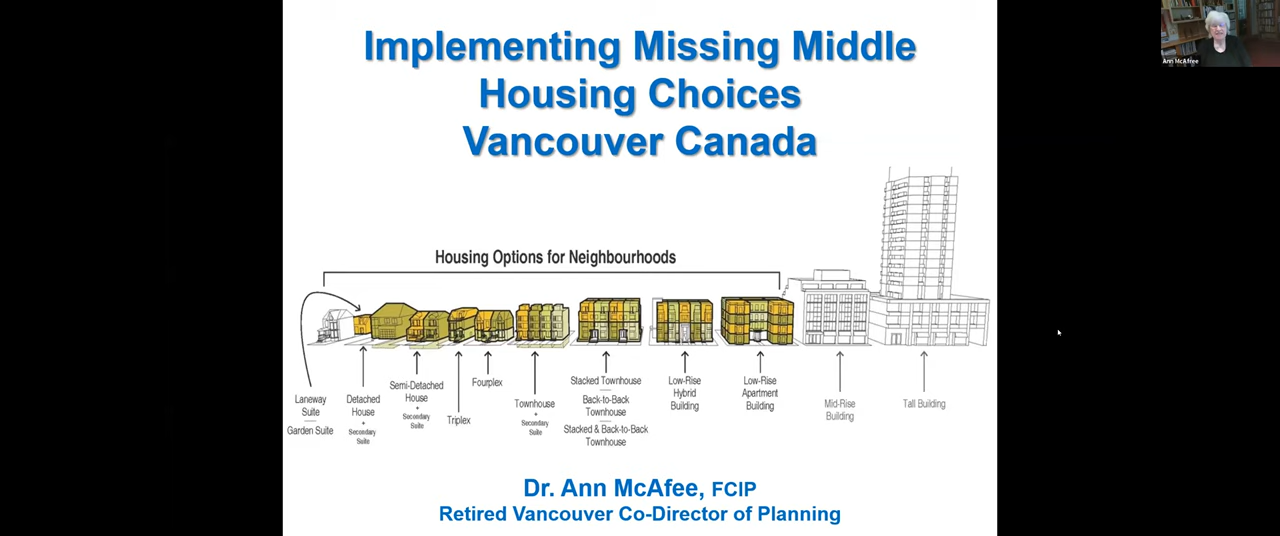 Implementing Missing Middle
Housing Choices
Vancouver Canada
Ann McAfee
Housing Options for Neighbourhoods
Laneway
Suite
Garden Suite
Detached
House
+
Secondary
Suite
Semi-Detached
House
+
Secondary
Suite
Triplex
Fourplex
Townhouse
+
Secondary
Suite
Stacked Townhouse
Back-to-Back
Townhouse
Stacked & Back-to-Back
Townhouse
Low-Rise
Hybrid
Building
Low-Rise
Apartment
Building
Mid-Rise
Building
Tall Building
Dr. Ann McAfee, FCIP
Retired Vancouver Co-Director of Planning